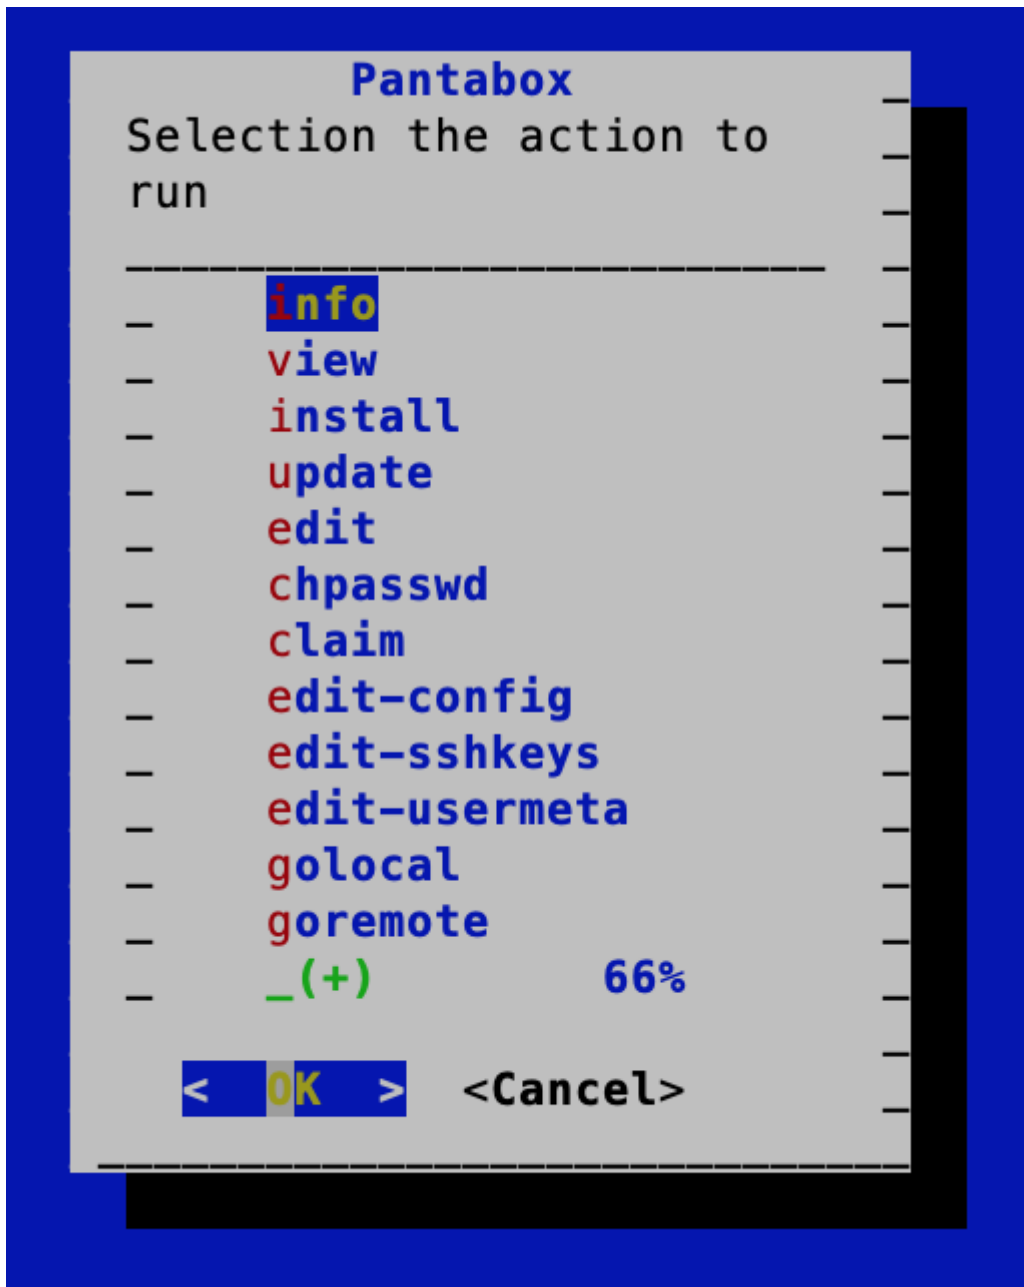 Pantabox
Selection the action to
run
info
view
install
update
edit
chpasswd
claim
edit-config
edit-sshkeys
edit-usermeta
golocal
goremote
_(+) 66%
< OK > <Cancel>